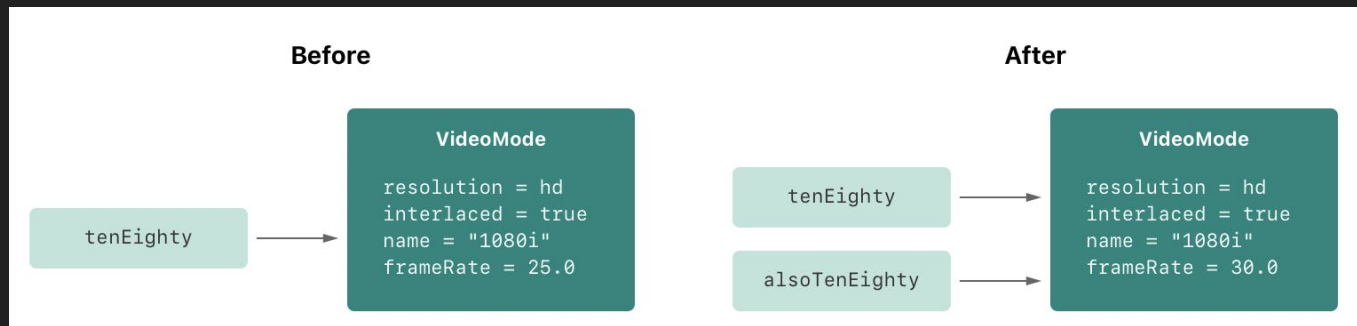 Before
VideoMode
resolution = hd
interlaced = true
name = "1080i"
frameRate = 25.0
tenEighty
After
VideoMode
resolution = hd
interlaced = true
name = "1080i"
frameRate = 30.0
tenEighty
alsoTenEighty